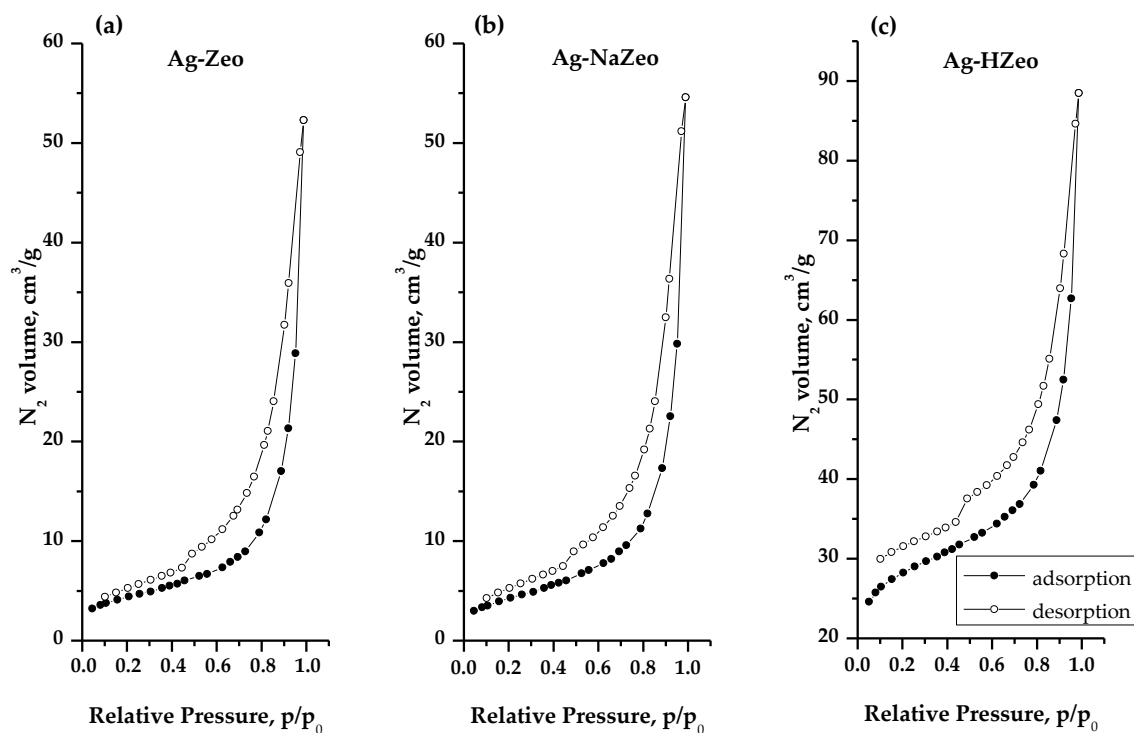 (a)
Ag-Zeo
60
50
40
30
20
10
0
N₂ volume, cm³/g
0.0 0.2 0.4 0.6 0.8 1.0
Relative Pressure, p/p₀
(b)
Ag-NaZeo
60
50
40
30
20
10
0
N₂ volume, cm³/g
0.0 0.2 0.4 0.6 0.8 1.0
Relative Pressure, p/p₀
(c)
Ag-HZeo
90
80
70
60
50
40
30
20
N₂ volume, cm³/g
adsorption
desorption
0.0 0.2 0.4 0.6 0.8 1.0
Relative Pressure, p/p₀